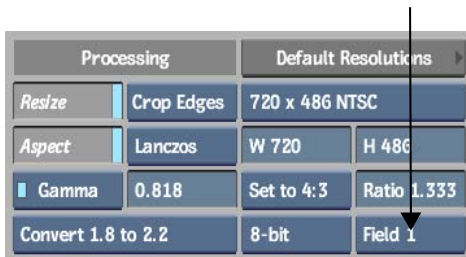 Processing Default Resolutions
Resize Crop Edges 720 x 486 NTSC
Aspect Lanczos W 720 H 486
Gamma 0.818 Set to 4:3 Ratio 1.333
Convert 1.8 to 2.2 8-bit Field 1